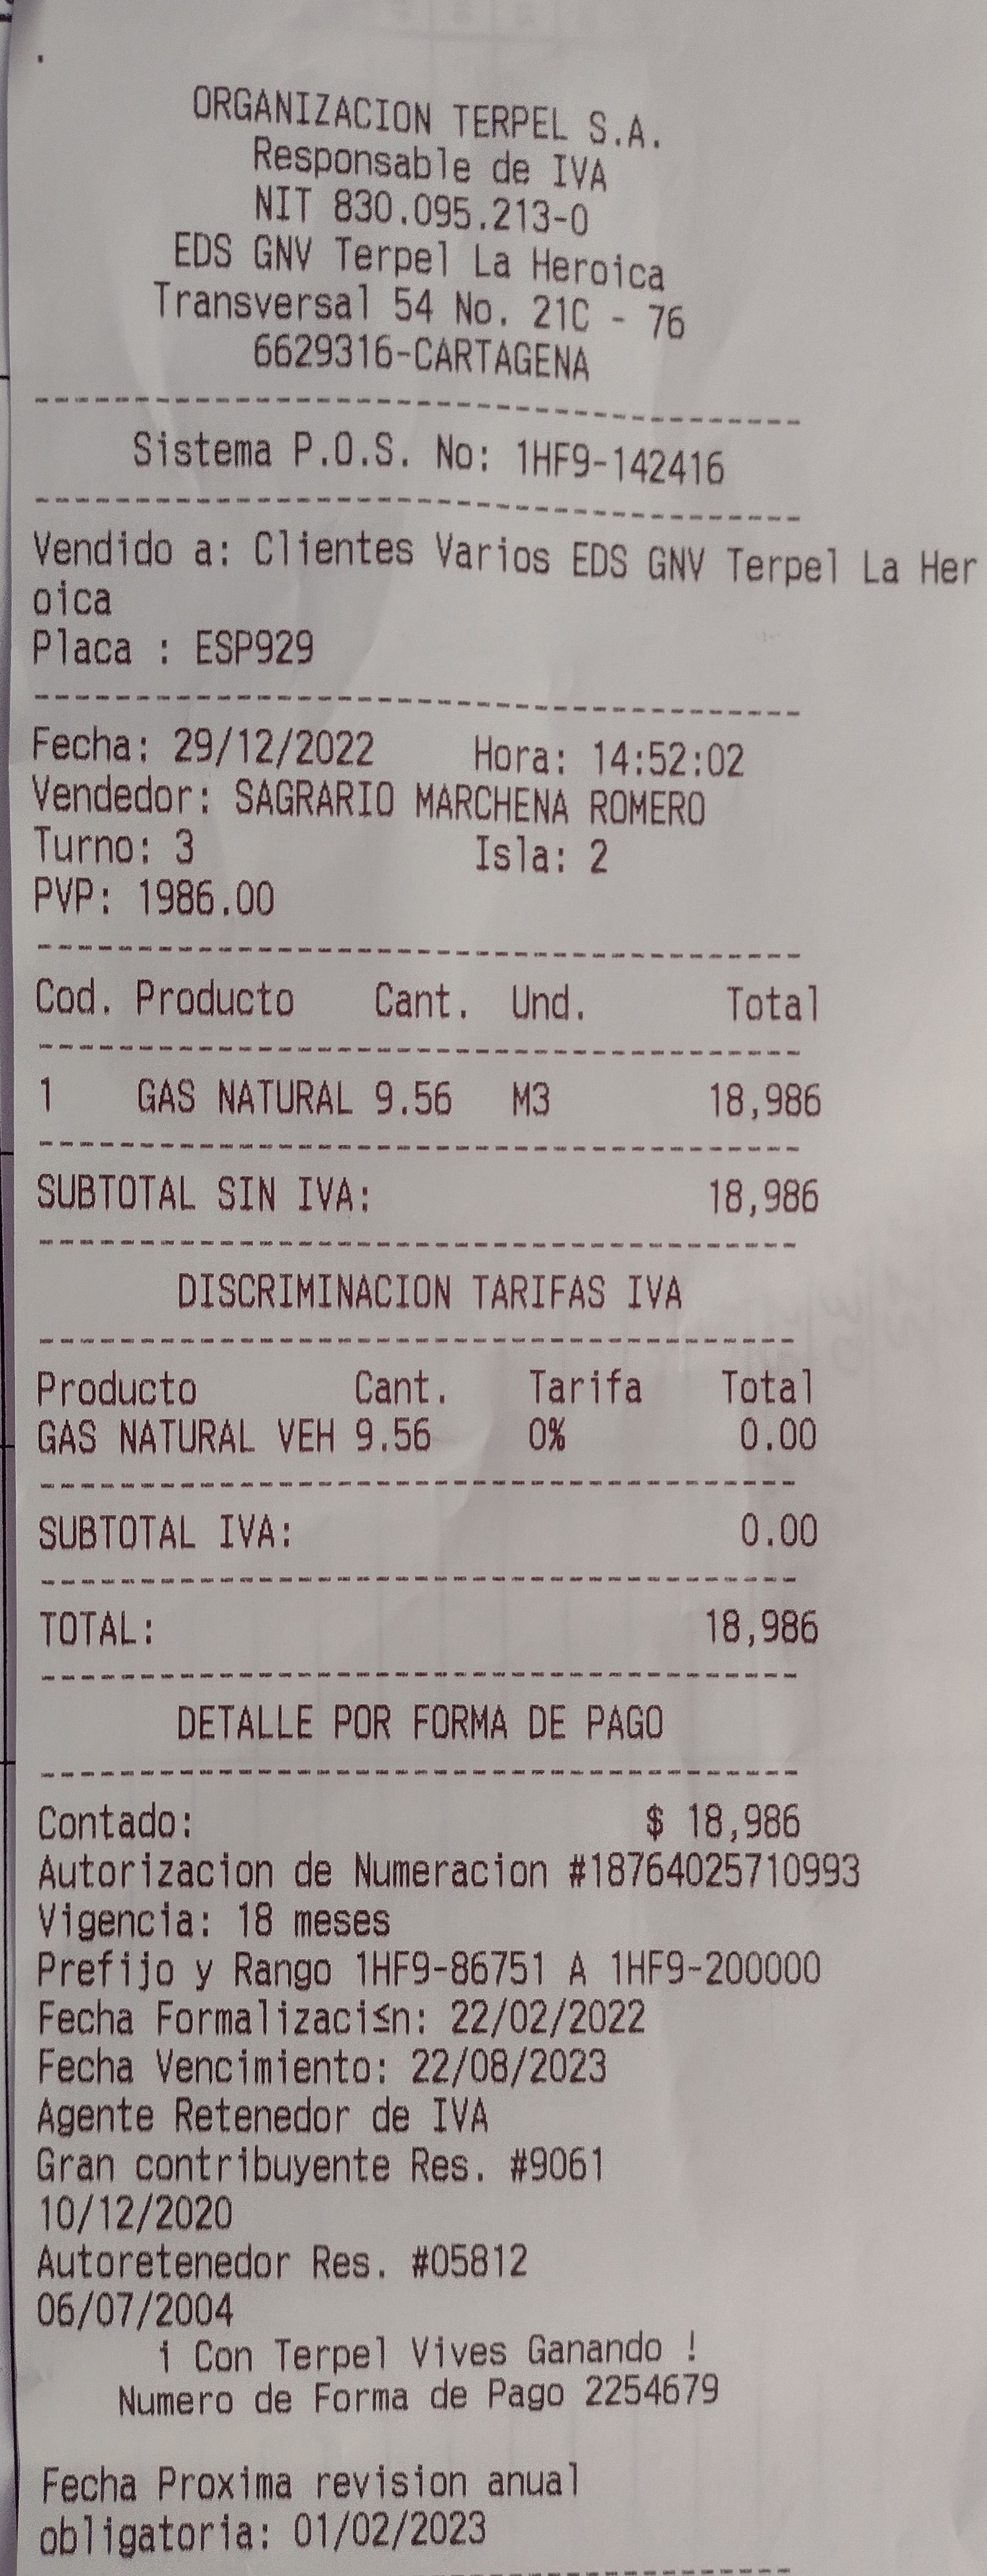 ORGANIZACION TERPEL S.A.
Responsable de IVA
NIT 830.095.213-0
EDS GNV Terpel La Heroica
Transversal 54 No. 21C - 76
6629316-CARTAGENA
Sistema P.O.S. No: 1HF9-142416
Vendido a: Clientes Varios EDS GNV Terpel La Her
oica
Placa : ESP929
Fecha: 29/12/2022 Hora: 14:52:02
Vendedor: SAGRARIO MARCHENA ROMERO
Turno: 3 Isla: 2
PVP: 1986.00
Cod. Producto Cant. Und. Total
1 GAS NATURAL 9.56 M3 18,986
SUBTOTAL SIN IVA: 18,986
DISCRIMINACION TARIFAS IVA
Producto Cant. Tarifa Total
GAS NATURAL VEH 9.56 0% 0.00
SUBTOTAL IVA: 0.00
TOTAL: 18,986
DETALLE POR FORMA DE PAGO
Contado: $ 18,986
Autorizacion de Numeracion #18764025710993
Vigencia: 18 meses
Prefijo y Rango 1HF9-86751 A 1HF9-200000
Fecha Formalizaci≤n: 22/02/2022
Fecha Vencimiento: 22/08/2023
Agente Retenedor de IVA
Gran contribuyente Res. #9061
10/12/2020
Autoretenedor Res. #05812
06/07/2004
¡ Con Terpel Vives Ganando !
Numero de Forma de Pago 2254679
Fecha Proxima revision anual
obligatoria: 01/02/2023